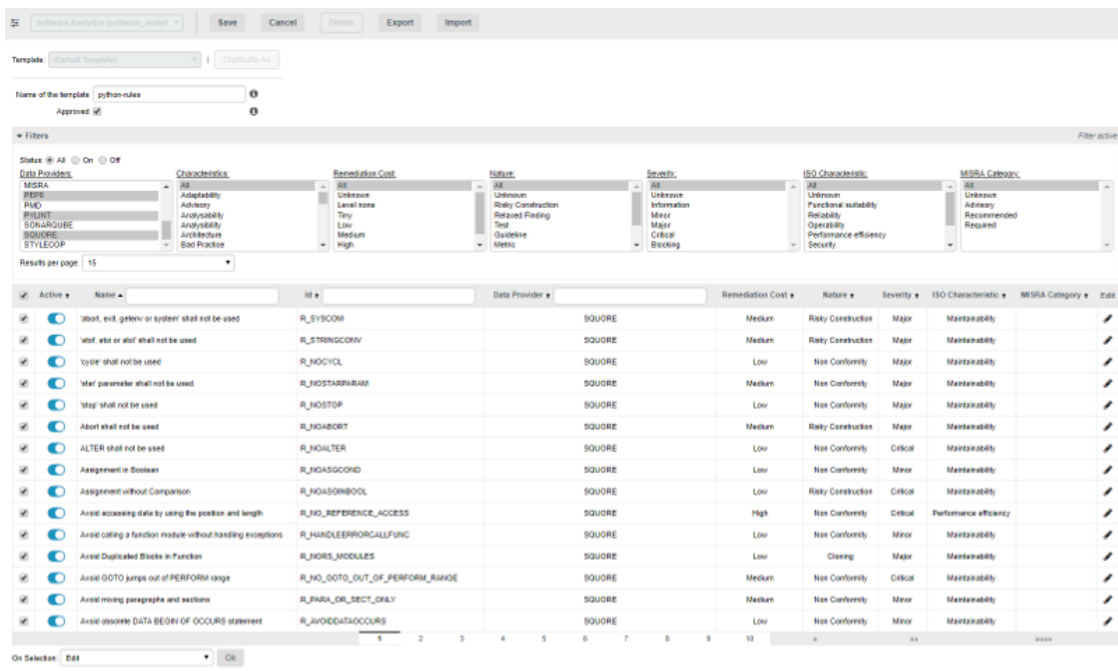 Software Analytics (software_analyt
Save Cancel Delete Export Import
Template: (Default Template) | Duplicate As
Name of the template python-rules
Approved
Filters Filter active
Status: All On Off
Data Providers: Characteristics: Remediation Cost: Nature: Severity: ISO Characteristic: MISRA Category:
MISRA All All All All All All
PEP8 Adaptability Unknown Unknown Unknown Unknown Unknown
PMD Advisory Level none Risky Construction Information Functional suitability Advisory
PYLINT Analysability Tiny Relaxed Finding Minor Reliability Recommended
SONARQUBE Analysibility Low Test Major Operability Required
SQUORE Architecture Medium Guideline Critical Performance efficiency
STYLECOP Bad Practice High Metric Blocking Security
Results per page: 15
Active Name Id Data Provider Remediation Cost Nature Severity ISO Characteristic MISRA Category Edit
'abort, exit, getenv or system' shall not be used R_SYSCOM SQUORE Medium Risky Construction Major Maintainability
'atof, atoi or atol' shall not be used R_STRINGCONV SQUORE Medium Risky Construction Major Maintainability
'cycle' shall not be used R_NOCYCL SQUORE Low Non Conformity Major Maintainability
'star' parameter shall not be used. R_NOSTARPARAM SQUORE Medium Non Conformity Major Maintainability
'stop' shall not be used R_NOSTOP SQUORE Low Non Conformity Major Maintainability
Abort shall not be used R_NOABORT SQUORE Medium Risky Construction Major Maintainability
ALTER shall not be used R_NOALTER SQUORE Low Non Conformity Critical Maintainability
Assignment in Boolean R_NOASGCOND SQUORE Low Non Conformity Minor Maintainability
Assignment without Comparison R_NOASGINBOOL SQUORE Low Risky Construction Critical Maintainability
Avoid accessing data by using the position and length R_NO_REFERENCE_ACCESS SQUORE High Non Conformity Critical Performance efficiency
Avoid calling a function module without handling exceptions R_HANDLEERRORCALLFUNC SQUORE Low Non Conformity Minor Maintainability
Avoid Duplicated Blocks in Function R_NORS_MODULES SQUORE Low Cloning Major Maintainability
Avoid GOTO jumps out of PERFORM range R_NO_GOTO_OUT_OF_PERFORM_RANGE SQUORE Medium Non Conformity Critical Maintainability
Avoid mixing paragraphs and sections R_PARA_OR_SECT_ONLY SQUORE Medium Non Conformity Minor Maintainability
Avoid obsolete DATA BEGIN OF OCCURS statement R_AVOIDDATAOCCURS SQUORE Low Non Conformity Minor Maintainability
1 2 3 4 5 6 7 8 9 10
On Selection: Edit Ok